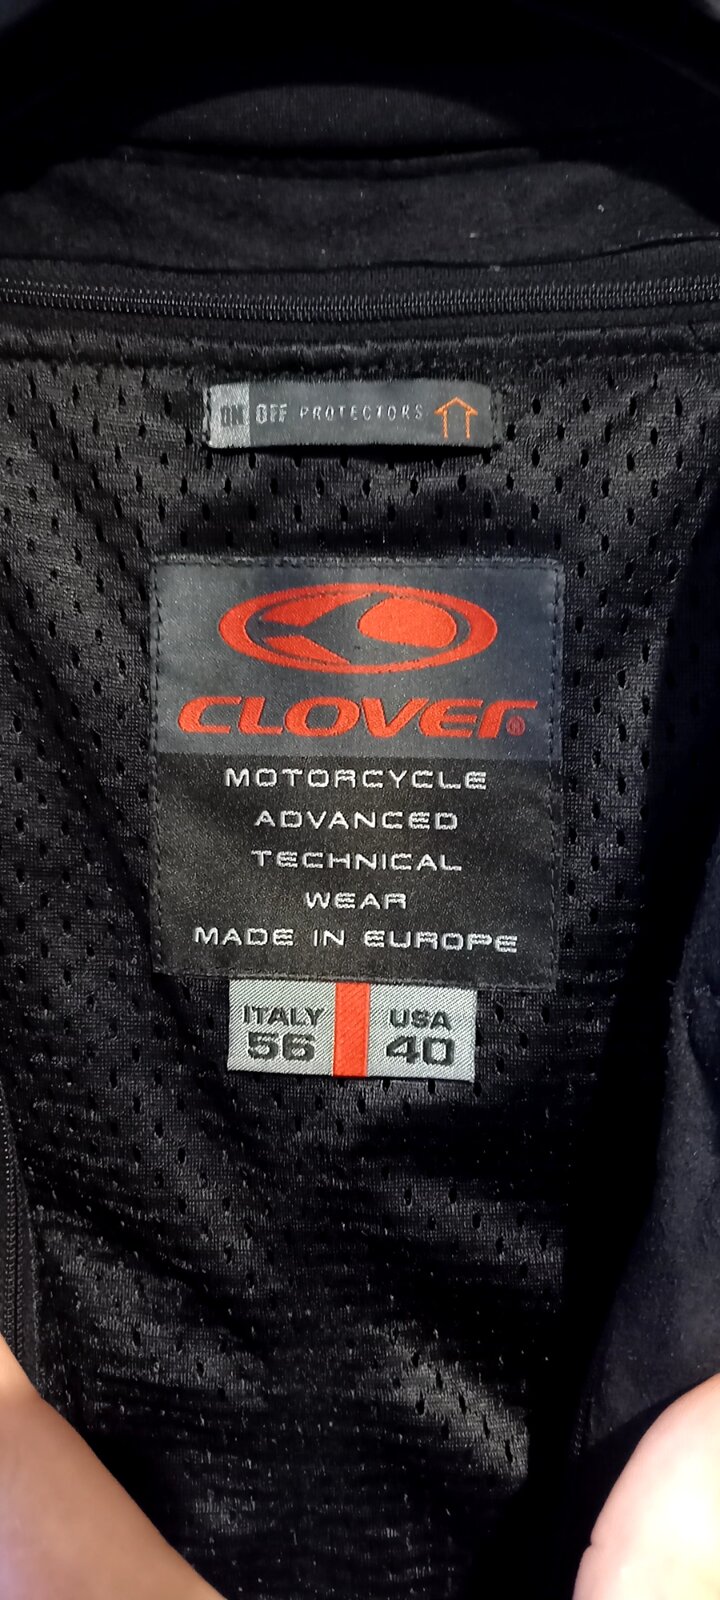 ON OFF PROTECTORS
CLOVER®
MOTORCYCLE
ADVANCED
TECHNICAL
WEAR
MADE IN EUROPE
ITALY USA
56 40